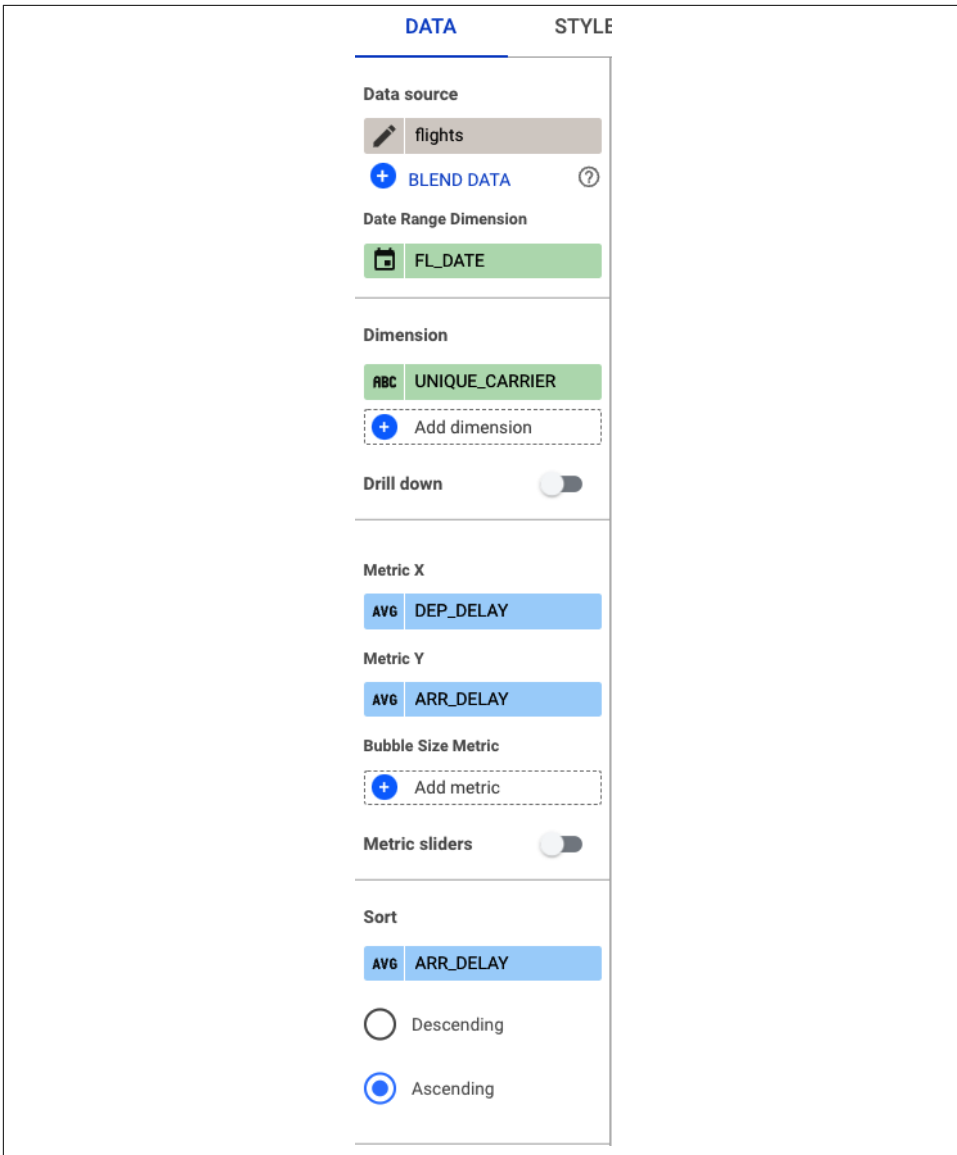 DATA STYLE
Data source
flights
BLEND DATA
Date Range Dimension
FL_DATE
Dimension
ABC UNIQUE_CARRIER
Add dimension
Drill down
Metric X
AVG DEP_DELAY
Metric Y
AVG ARR_DELAY
Bubble Size Metric
Add metric
Metric sliders
Sort
AVG ARR_DELAY
Descending
Ascending